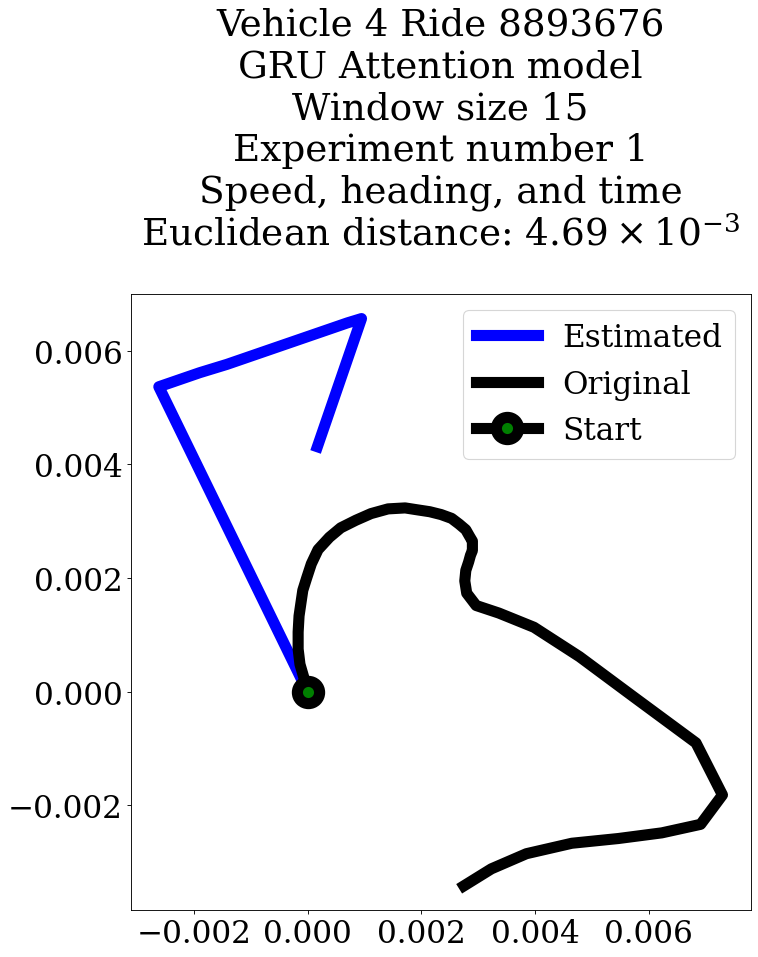 Vehicle 4 Ride 8893676
GRU Attention model
Window size 15
Experiment number 1
Speed, heading, and time
Euclidean distance: 4.69 × 10⁻³
Estimated
Original
Start
0.006
0.004
0.002
0.000
−0.002
−0.002 0.000 0.002 0.004 0.006